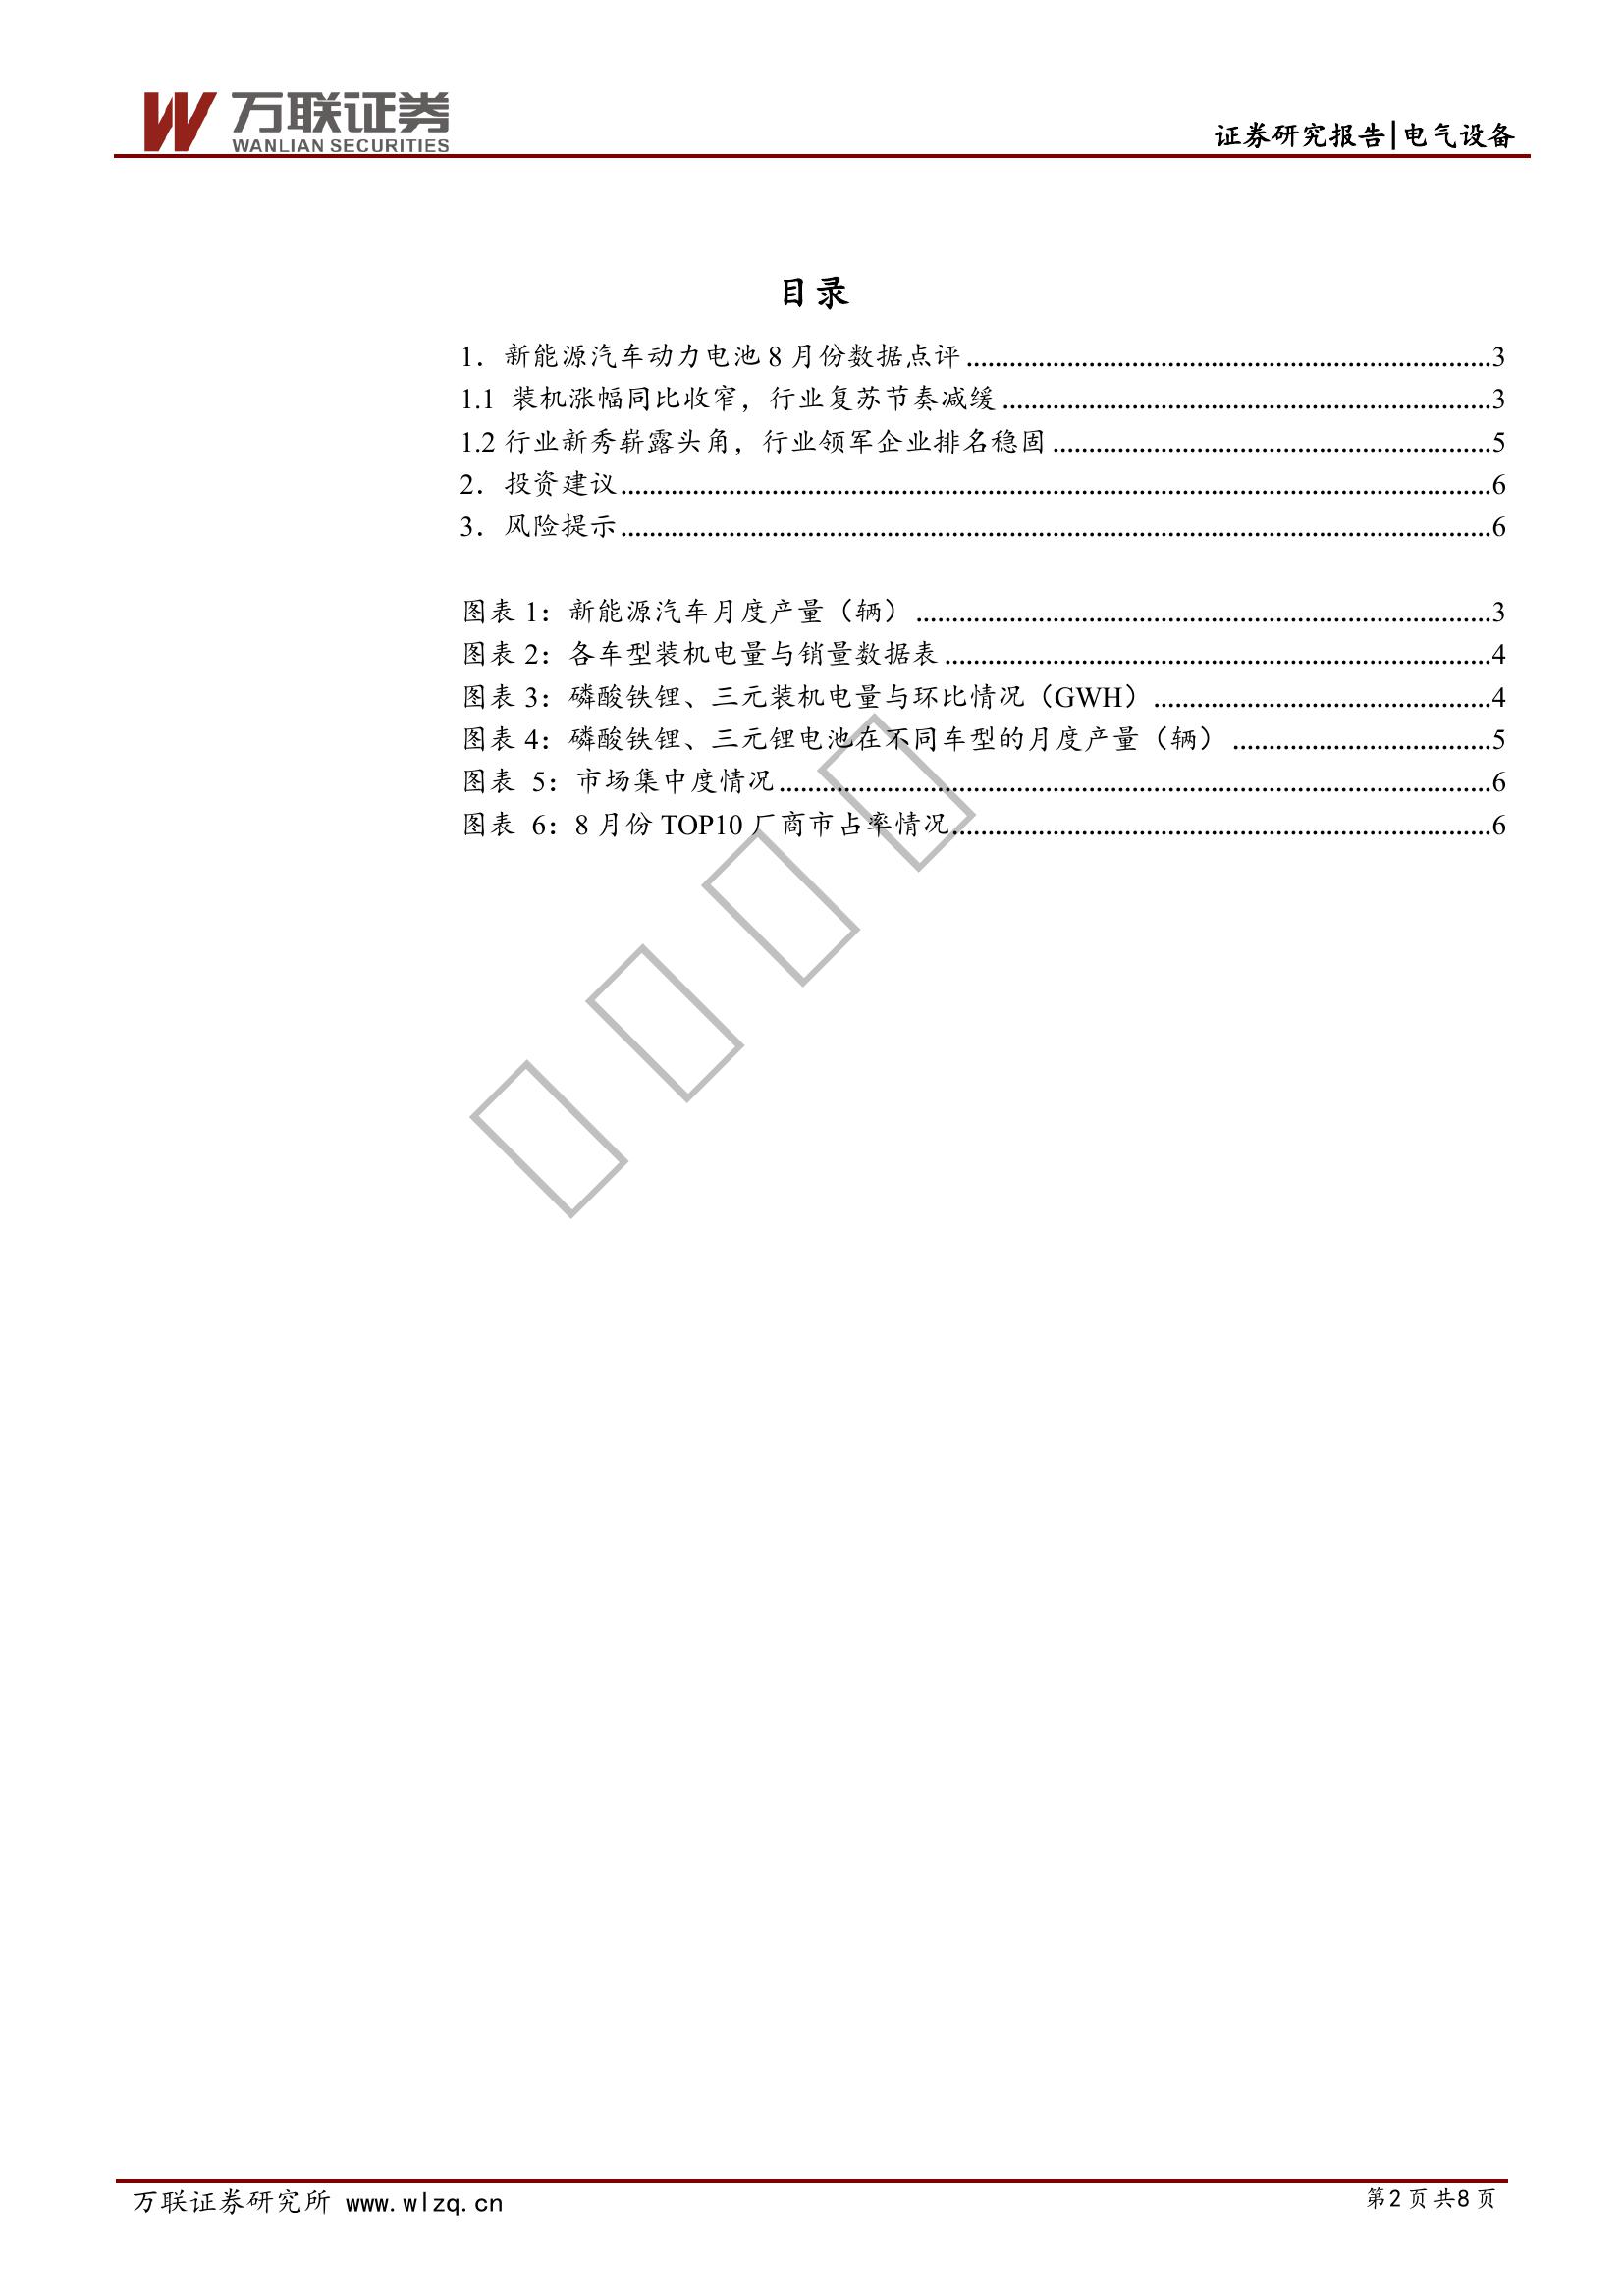 万联证券
WANLIAN SECURITIES
证券研究报告|电气设备
目录
1．新能源汽车动力电池 8 月份数据点评........................................................................3
1.1 装机涨幅同比收窄，行业复苏节奏减缓....................................................................3
1.2 行业新秀崭露头角，行业领军企业排名稳固............................................................5
2．投资建议........................................................................................................................6
3．风险提示........................................................................................................................6
图表 1：新能源汽车月度产量（辆）................................................................................3
图表 2：各车型装机电量与销量数据表............................................................................4
图表 3：磷酸铁锂、三元装机电量与环比情况（GWH）...............................................4
图表 4：磷酸铁锂、三元锂电池在不同车型的月度产量（辆）....................................5
图表 5：市场集中度情况...................................................................................................6
图表 6：8 月份 TOP10 厂商市占率情况...........................................................................6
万联证券研究所 www.wlzq.cn
第2页共8页